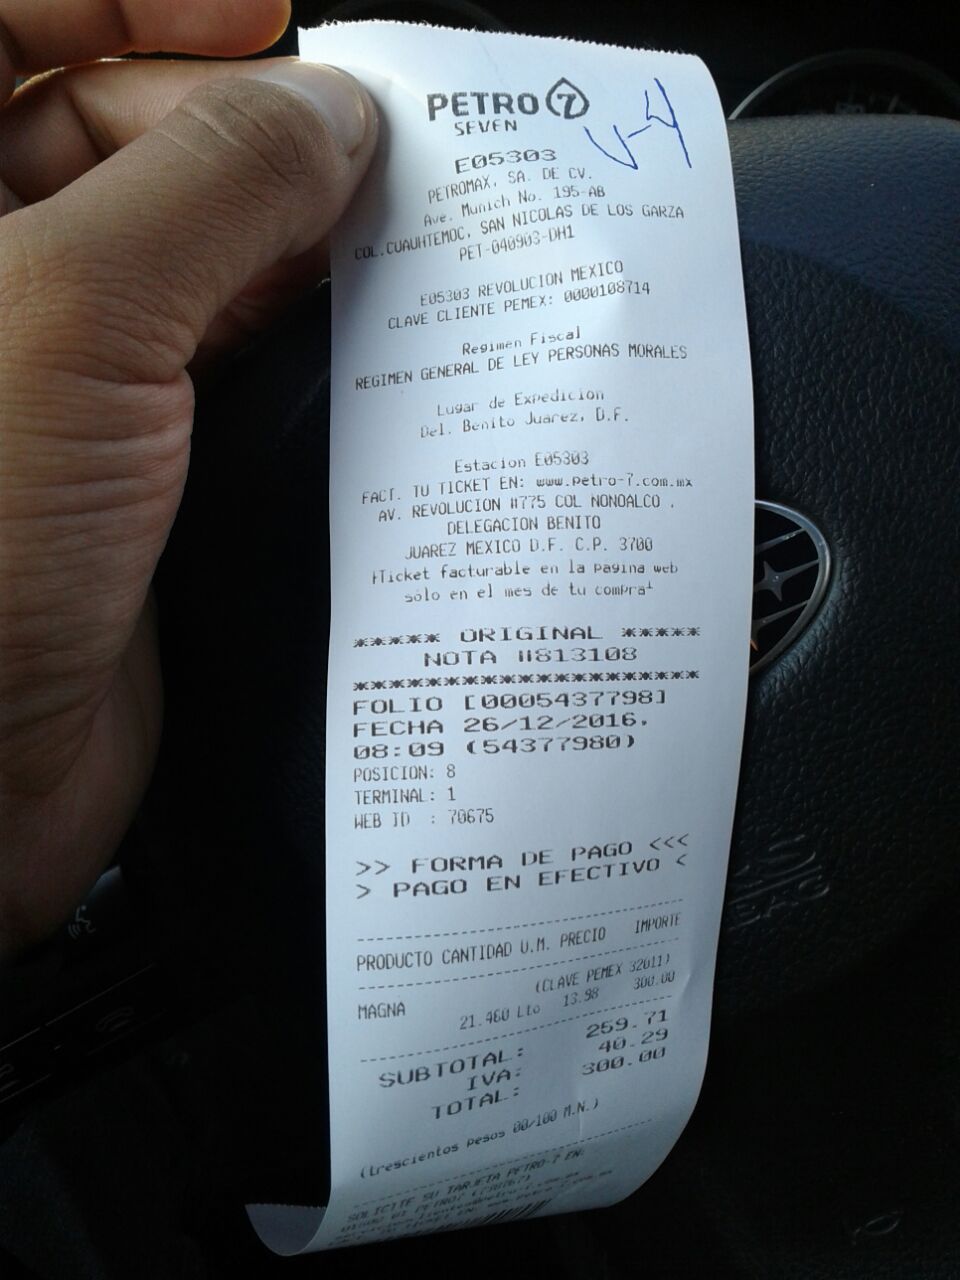 PETRO 7
SEVEN
V-4
E05303
PETROMAX, SA. DE CV.
Ave. Munich No. 195-AB
COL.CUAUHTEMOC, SAN NICOLAS DE LOS GARZA
PET-040903-DH1
E05303 REVOLUCION MEXICO
CLAVE CLIENTE PEMEX: 0000108714
Regimen Fiscal
REGIMEN GENERAL DE LEY PERSONAS MORALES
Lugar de Expedicion
Del. Benito Juarez, D.F.
Estacion E05303
FACT. TU TICKET EN: www.petro-7.com.mx
AV. REVOLUCION #775 COL NONOALCO ,
DELEGACION BENITO
JUAREZ MEXICO D.F. C.P. 3700
!Ticket facturable en la pagina web
sólo en el mes de tu compra!
***** ORIGINAL *****
NOTA #813108
**********************
FOLIO [0005437798]
FECHA 26/12/2016,
08:09 (54377980)
POSICION: 8
TERMINAL: 1
WEB ID : 70675
>> FORMA DE PAGO <<<
> PAGO EN EFECTIVO <
PRODUCTO CANTIDAD U.M. PRECIO IMPORTE
(CLAVE PEMEX 32011)
MAGNA 21.460 Lto 13.98 300.00
SUBTOTAL: 259.71
IVA: 40.29
TOTAL: 300.00
(trescientos pesos 00/100 M.N.)
SOLICITE SU TARJETA PETRO-7 EN: